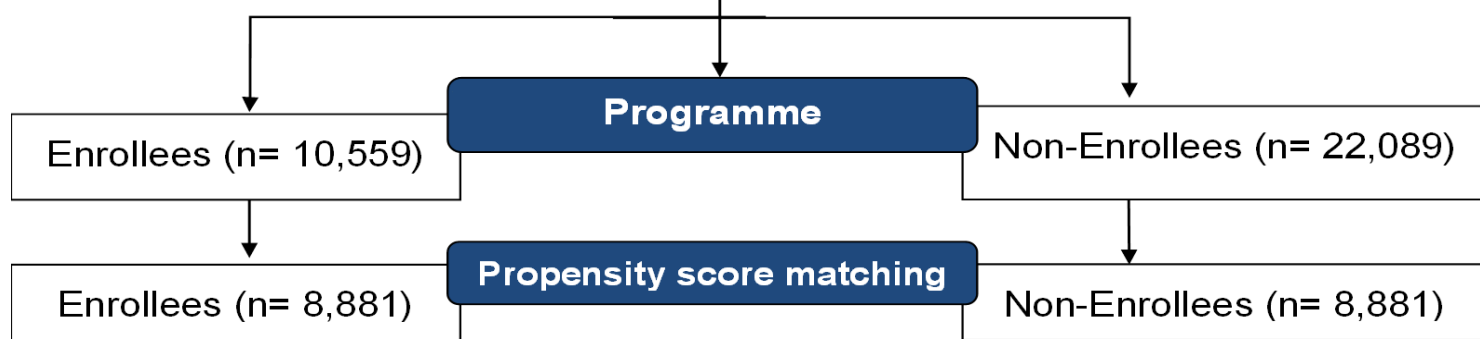 Programme
Enrollees (n= 10,559)
Non-Enrollees (n= 22,089)
Propensity score matching
Enrollees (n= 8,881)
Non-Enrollees (n= 8,881)